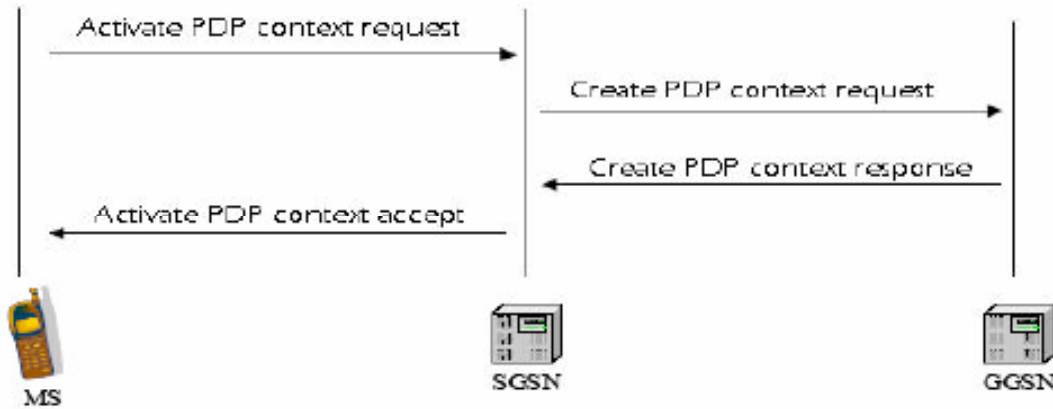 Activate PDP context request
Create PDP context request
Create PDP context response
Activate PDP context accept
MS
SGSN
GGSN